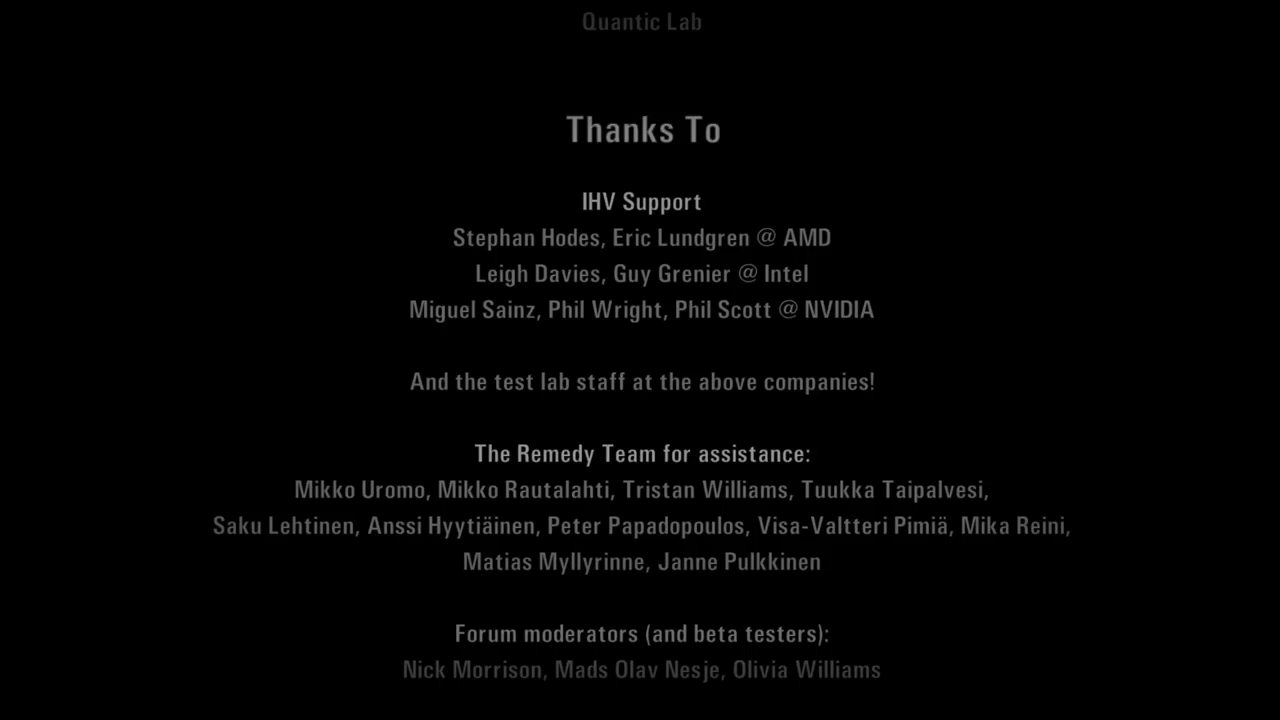 Quantic Lab
Thanks To
IHV Support
Stephan Hodes, Eric Lundgren @ AMD
Leigh Davies, Guy Grenier @ Intel
Miguel Sainz, Phil Wright, Phil Scott @ NVIDIA
And the test lab staff at the above companies!
The Remedy Team for assistance:
Mikko Uromo, Mikko Rautalahti, Tristan Williams, Tuukka Taipalvesi,
Saku Lehtinen, Anssi Hyytiäinen, Peter Papadopoulos, Visa-Valtteri Pimiä, Mika Reini,
Matias Myllyrinne, Janne Pulkkinen
Forum moderators (and beta testers):
Nick Morrison, Mads Olav Nesje, Olivia Williams